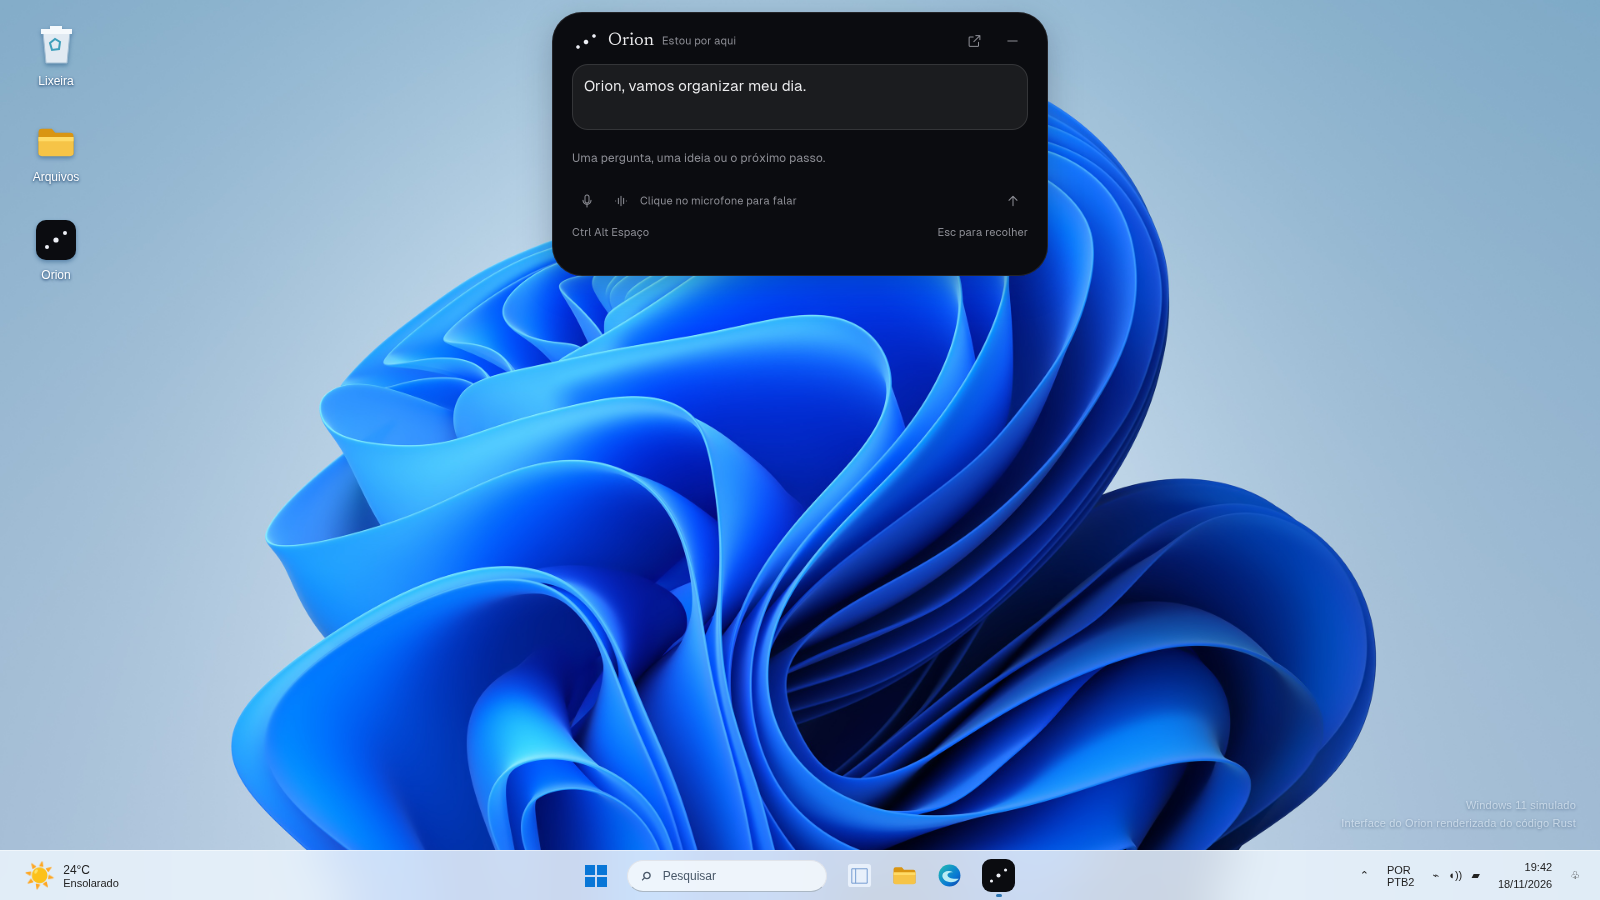 Lixeira
Arquivos
Orion
Orion Estou por aqui
Orion, vamos organizar meu dia.
Uma pergunta, uma ideia ou o próximo passo.
Clique no microfone para falar
Ctrl Alt Espaço
Esc para recolher
Windows 11 simulado
Interface do Orion renderizada do código Rust
24°C
Ensolarado
Pesquisar
POR
PTB2
19:42
18/11/2026